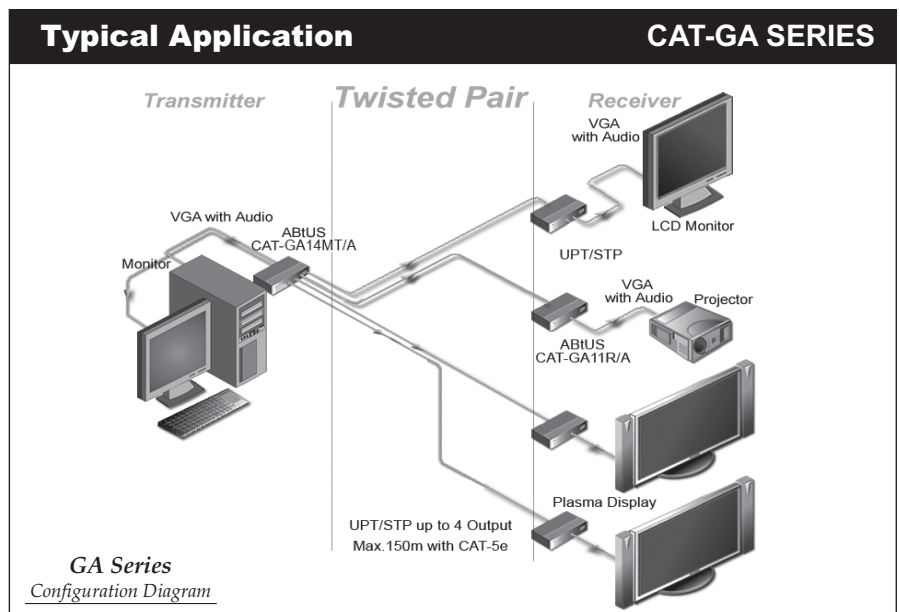 Typical Application
CAT-GA SERIES
Transmitter
Twisted Pair
Receiver
VGA
with Audio
LCD Monitor
VGA with Audio
ABtUS
CAT-GA14MT/A
Monitor
UPT/STP
VGA
with Audio
Projector
ABtUS
CAT-GA11R/A
Plasma Display
UPT/STP up to 4 Output
Max.150m with CAT-5e
GA Series
Configuration Diagram